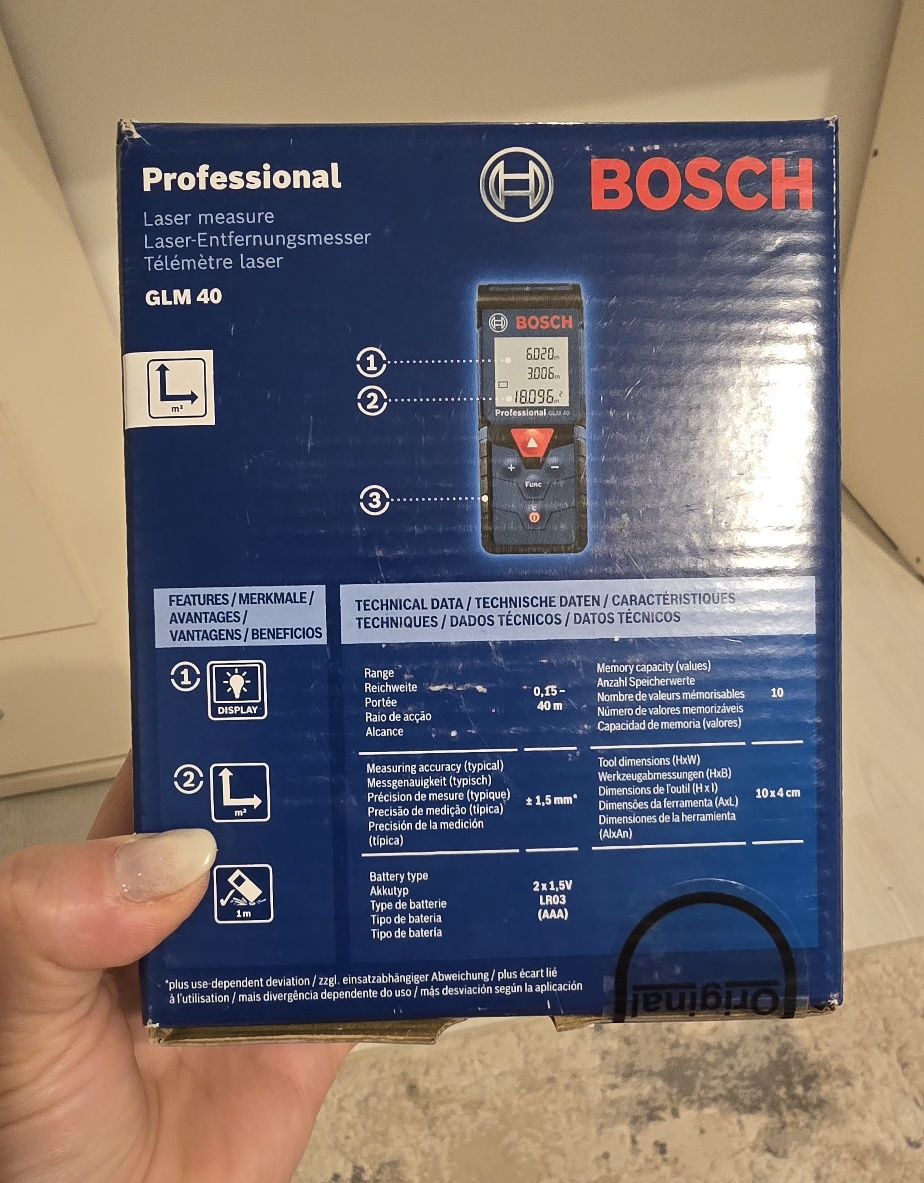 Professional
Laser measure
Laser-Entfernungsmesser
Télémètre laser
GLM 40
BOSCH
m²
BOSCH
6.020m
3.006m
18.096m²
Professional GLM 40
+ −
Func
C
1
2
3
FEATURES / MERKMALE /
AVANTAGES /
VANTAGENS / BENEFICIOS
1
DISPLAY
2
m²
1m
TECHNICAL DATA / TECHNISCHE DATEN / CARACTÉRISTIQUES
TECHNIQUES / DADOS TÉCNICOS / DATOS TÉCNICOS
Range
Reichweite
Portée
Raio de acção
Alcance
0,15 –
40 m
Memory capacity (values)
Anzahl Speicherwerte
Nombre de valeurs mémorisables
Número de valores memorizáveis
Capacidad de memoria (valores)
10
Measuring accuracy (typical)
Messgenauigkeit (typisch)
Précision de mesure (typique)
Precisão de medição (típica)
Precisión de la medición
(típica)
± 1,5 mm*
Tool dimensions (HxW)
Werkzeugabmessungen (HxB)
Dimensions de l'outil (H x l)
Dimensões da ferramenta (AxL)
Dimensiones de la herramienta
(AlxAn)
10 x 4 cm
Battery type
Akkutyp
Type de batterie
Tipo de bateria
Tipo de batería
2 x 1,5V
LR03
(AAA)
*plus use-dependent deviation / zzgl. einsatzabhängiger Abweichung / plus écart lié
à l'utilisation / mais divergência dependente do uso / más desviación según la aplicación
Original